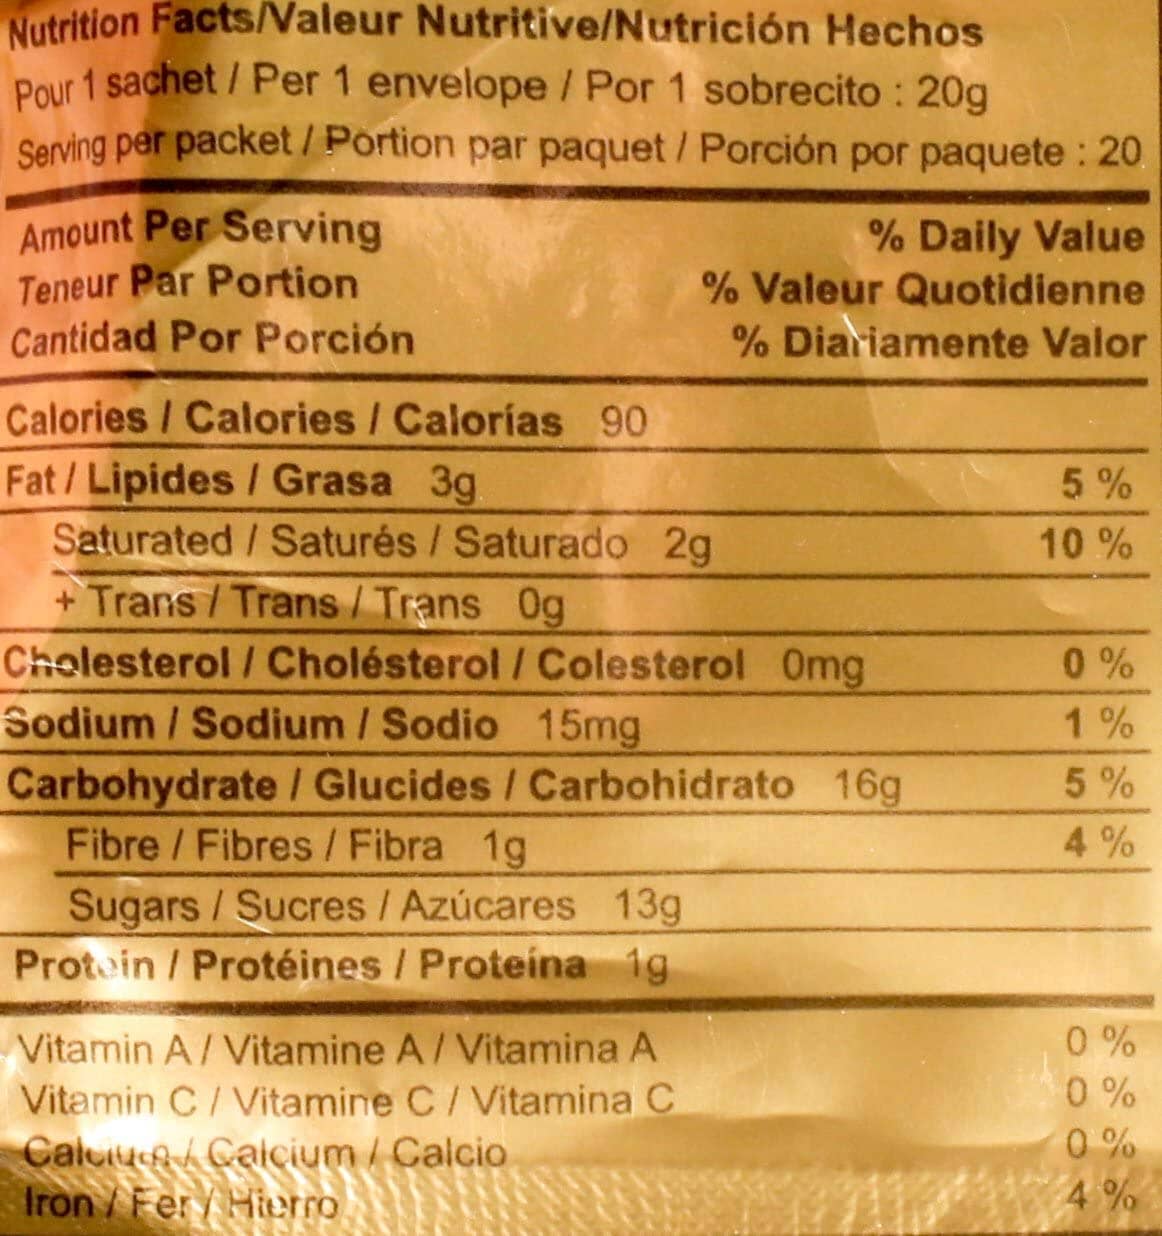 Nutrition Facts/Valeur Nutritive/Nutrición Hechos
Pour 1 sachet / Per 1 envelope / Por 1 sobrecito : 20g
Serving per packet / Portion par paquet / Porción por paquete : 20
Amount Per Serving % Daily Value
Teneur Par Portion % Valeur Quotidienne
Cantidad Por Porción % Diariamente Valor
Calories / Calories / Calorías 90
Fat / Lipides / Grasa 3g 5 %
Saturated / Saturés / Saturado 2g 10 %
+ Trans / Trans / Trans 0g
Cholesterol / Cholésterol / Colesterol 0mg 0 %
Sodium / Sodium / Sodio 15mg 1 %
Carbohydrate / Glucides / Carbohidrato 16g 5 %
Fibre / Fibres / Fibra 1g 4 %
Sugars / Sucres / Azúcares 13g
Protein / Protéines / Proteína 1g
Vitamin A / Vitamine A / Vitamina A 0 %
Vitamin C / Vitamine C / Vitamina C 0 %
Calcium / Calcium / Calcio 0 %
Iron / Fer / Hierro 4 %